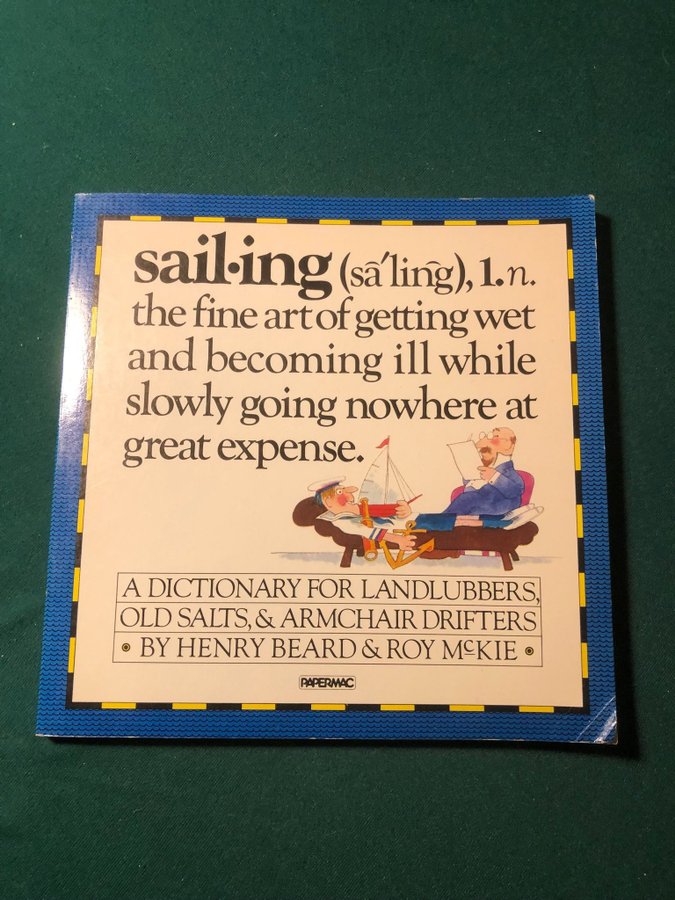 sail•ing (sā′lin̄g), 1. n.
the fine art of getting wet
and becoming ill while
slowly going nowhere at
great expense.
A DICTIONARY FOR LANDLUBBERS,
OLD SALTS, & ARMCHAIR DRIFTERS
• BY HENRY BEARD & ROY McKIE •
PAPERMAC